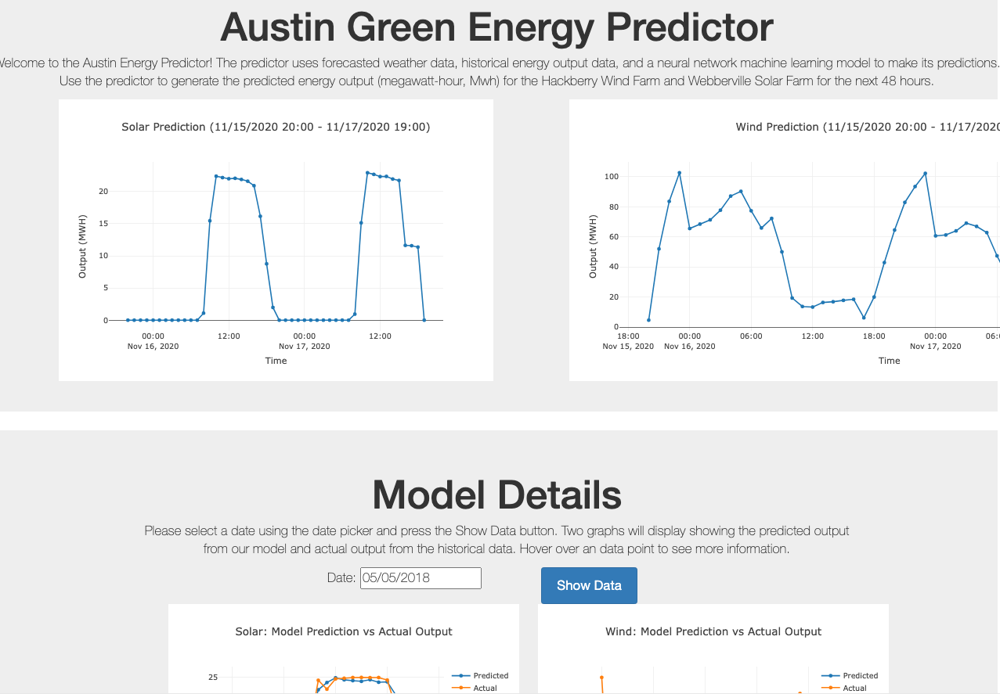 Austin Green Energy Predictor
Welcome to the Austin Energy Predictor! The predictor uses forecasted weather data, historical energy output data, and a neural network machine learning model to make its predictions.
Use the predictor to generate the predicted energy output (megawatt-hour, Mwh) for the Hackberry Wind Farm and Webberville Solar Farm for the next 48 hours.
Solar Prediction (11/15/2020 20:00 - 11/17/2020 19:00)
20
15
10
5
0
Output (MWH)
00:00 12:00 00:00 12:00
Nov 16, 2020 Nov 17, 2020
Time
Wind Prediction (11/15/2020 20:00 - 11/17/2020
100
80
60
40
20
0
Output (MWH)
18:00 00:00 06:00 12:00 18:00 00:00 06:
Nov 15, 2020 Nov 16, 2020 Nov 17, 2020
Time
Model Details
Please select a date using the date picker and press the Show Data button. Two graphs will display showing the predicted output
from our model and actual output from the historical data. Hover over an data point to see more information.
Date: 05/05/2018
Show Data
Solar: Model Prediction vs Actual Output
25
Predicted
Actual
Wind: Model Prediction vs Actual Output
Predicted
Actual